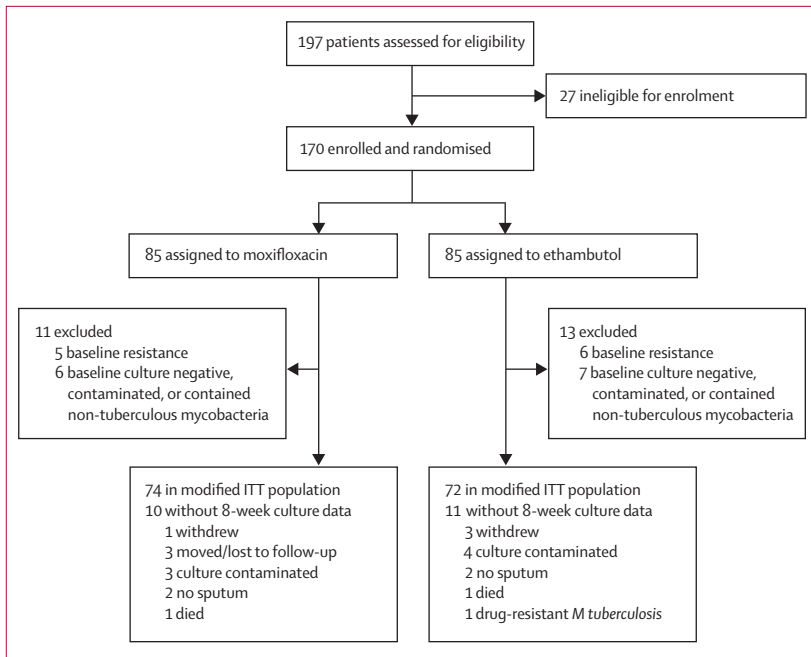 197 patients assessed for eligibility
27 ineligible for enrolment
170 enrolled and randomised
85 assigned to moxifloxacin
85 assigned to ethambutol
11 excluded
5 baseline resistance
6 baseline culture negative,
contaminated, or contained
non-tuberculous mycobacteria
13 excluded
6 baseline resistance
7 baseline culture negative,
contaminated, or contained
non-tuberculous mycobacteria
74 in modified ITT population
10 without 8-week culture data
1 withdrew
3 moved/lost to follow-up
3 culture contaminated
2 no sputum
1 died
72 in modified ITT population
11 without 8-week culture data
3 withdrew
4 culture contaminated
2 no sputum
1 died
1 drug-resistant M tuberculosis